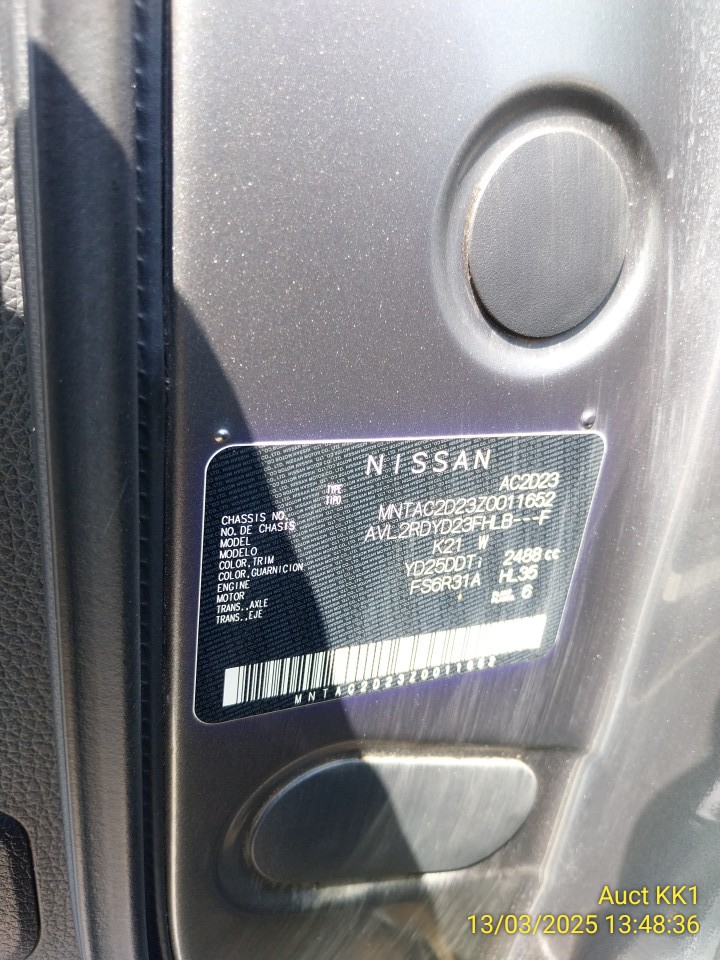 NISSAN
TYPE AC2D23
TIPO
CHASSIS NO. MNTAC2D23Z0011652
NO. DE CHASIS
MODEL AVL2RDYD23FHLB---F
MODELO
COLOR,TRIM K21 W
COLOR,GUARNICION
ENGINE YD25DDTi 2488 cc
MOTOR
TRANS.,AXLE FS6R31A HL35
TRANS.,EJE 6
MNTAC2D23Z0011652
Auct KK1
13/03/2025 13:48:36